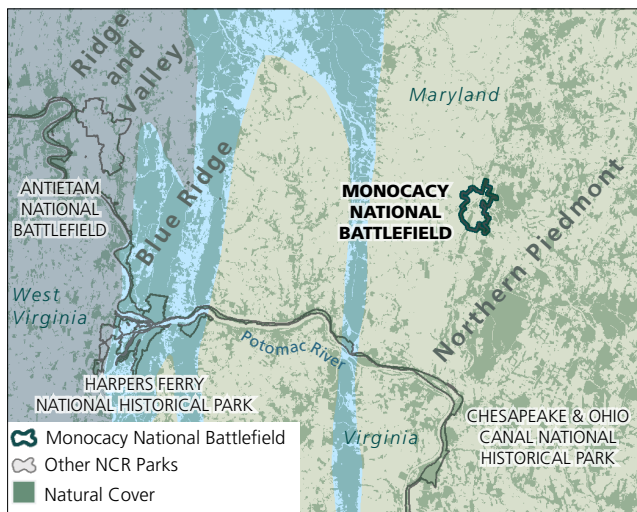 Ridge
and
Valley
Maryland
ANTIETAM
NATIONAL
BATTLEFIELD
Blue Ridge
MONOCACY
NATIONAL
BATTLEFIELD
Northern Piedmont
West
Virginia
Potomac River
HARPERS FERRY
NATIONAL HISTORICAL PARK
Virginia
CHESAPEAKE & OHIO
CANAL NATIONAL
HISTORICAL PARK
Monocacy National Battlefield
Other NCR Parks
Natural Cover